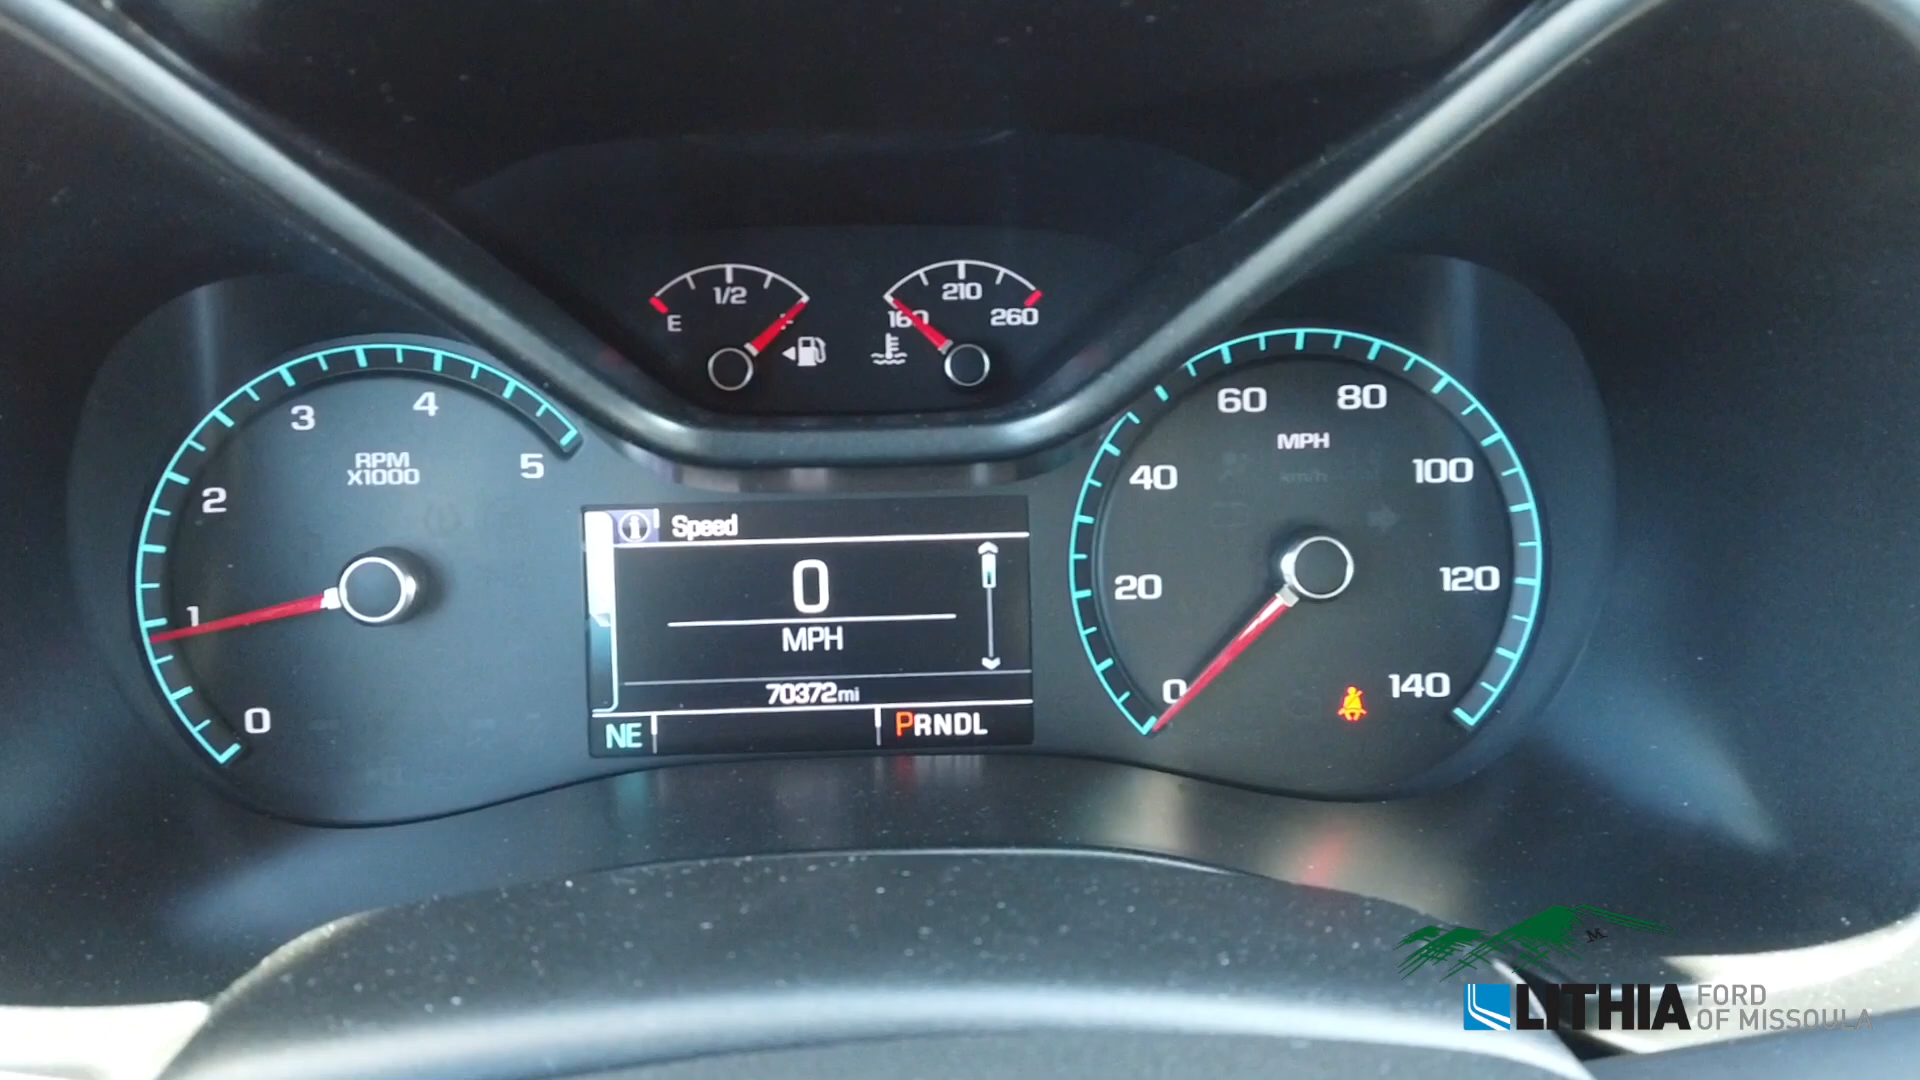 1/2
E
F
160
210
260
0
1
2
3
4
5
RPM
X1000
i Speed
0
MPH
70372mi
NE
PRNDL
0
20
40
60
80
100
120
140
MPH
km/h
M
LITHIA FORD
OF MISSOULA